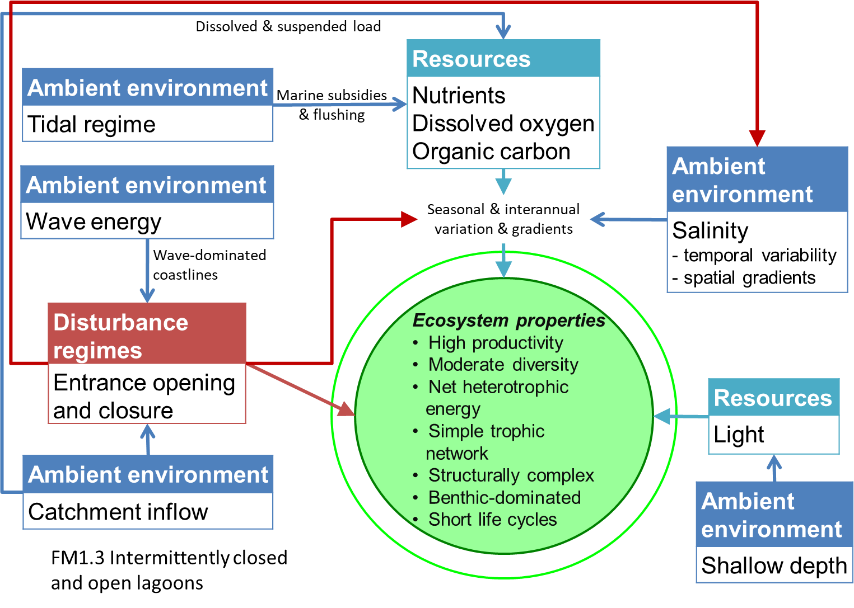 Dissolved & suspended load
Resources
Nutrients
Dissolved oxygen
Organic carbon
Ambient environment
Tidal regime
Marine subsidies
& flushing
Ambient
environment
Salinity
- temporal variability
- spatial gradients
Ambient environment
Wave energy
Seasonal & interannual
variation & gradients
Wave-dominated
coastlines
Disturbance
regimes
Entrance opening
and closure
Ecosystem properties
• High productivity
• Moderate diversity
• Net heterotrophic
energy
• Simple trophic
network
• Structurally complex
• Benthic-dominated
• Short life cycles
Resources
Light
Ambient environment
Catchment inflow
Ambient
environment
Shallow depth
FM1.3 Intermittently closed
and open lagoons